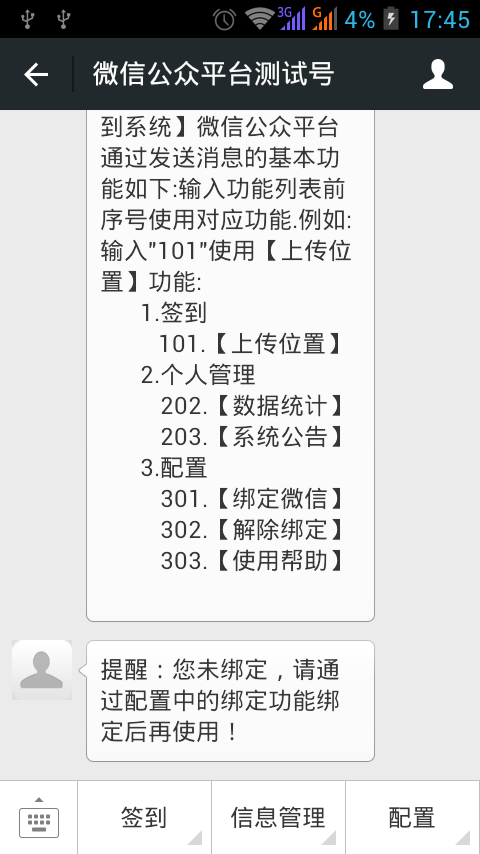 3G G 4% 17:45
微信公众平台测试号
到系统】微信公众平台
通过发送消息的基本功
能如下:输入功能列表前
序号使用对应功能.例如:
输入"101"使用【上传位
置】功能:
1.签到
101.【上传位置】
2.个人管理
202.【数据统计】
203.【系统公告】
3.配置
301.【绑定微信】
302.【解除绑定】
303.【使用帮助】
提醒：您未绑定，请通
过配置中的绑定功能绑
定后再使用！
签到 信息管理 配置